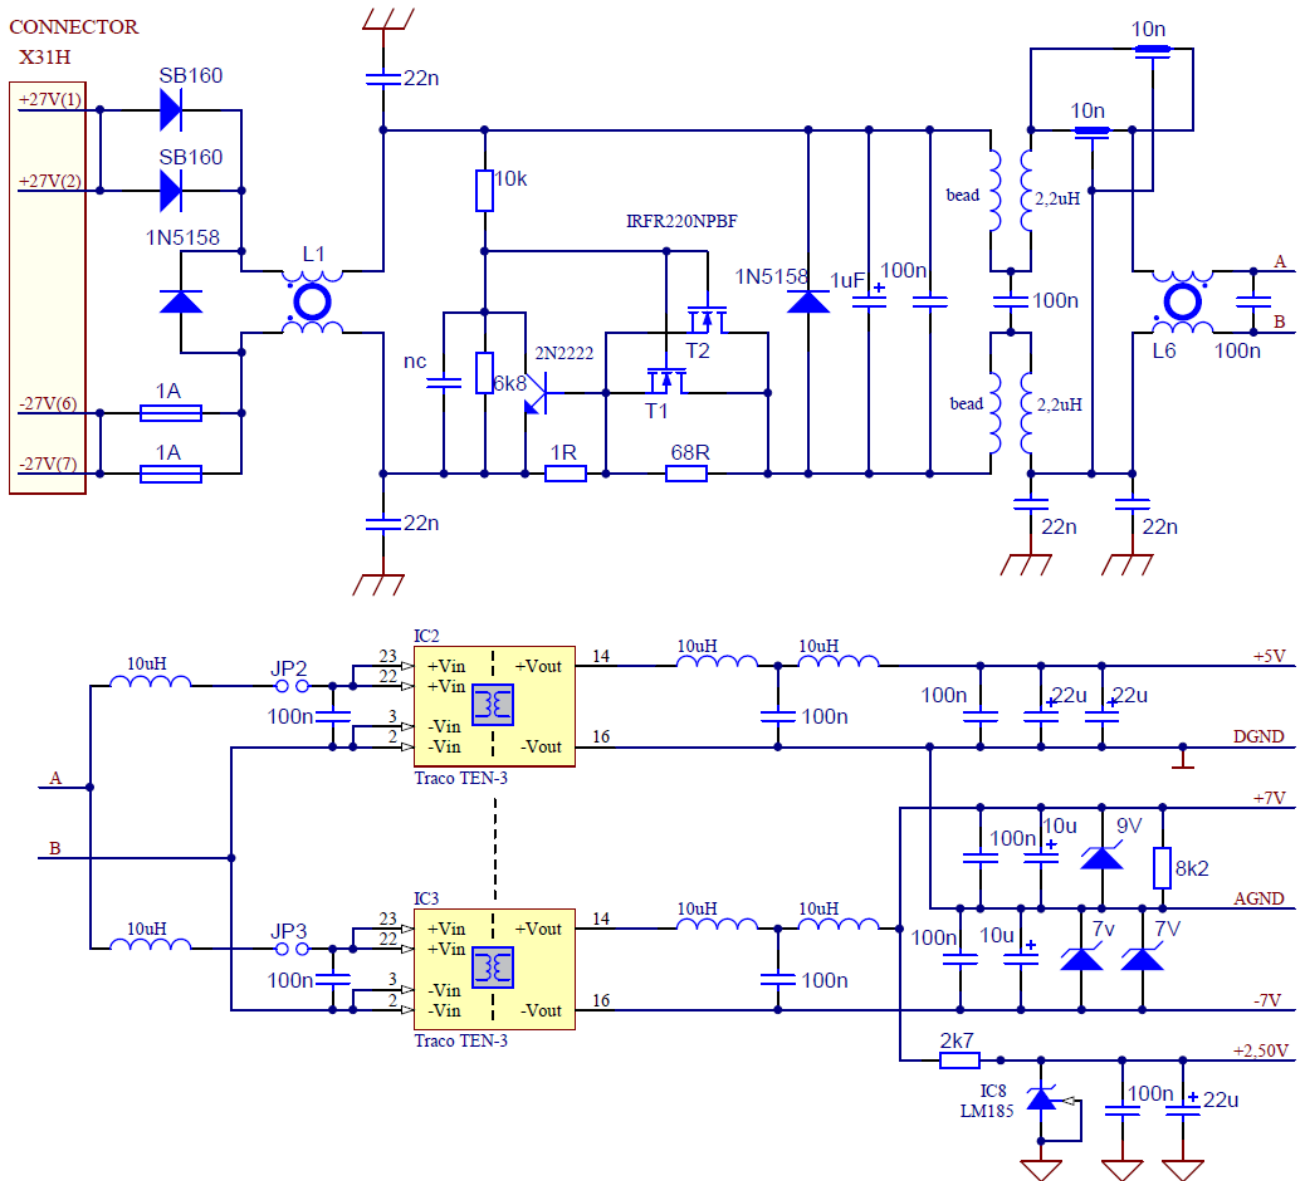 CONNECTOR
X31H
+27V(1)
+27V(2)
-27V(6)
-27V(7)
SB160
SB160
1N5158
L1
1A
1A
22n
22n
10k
nc
6k8
2N2222
1R
68R
IRFR220NPBF
T2
T1
1N5158
1uF
+
100n
bead
2,2uH
100n
bead
2,2uH
10n
10n
22n
22n
L6
100n
A
B
A
B
10uH
JP2
100n
IC2
23
+Vin
22
+Vin
3
-Vin
2
-Vin
+Vout
14
-Vout
16
Traco TEN-3
10uH
10uH
100n
100n
+
22u
+
22u
+5V
DGND
10uH
JP3
100n
IC3
23
+Vin
22
+Vin
3
-Vin
2
-Vin
+Vout
14
-Vout
16
Traco TEN-3
10uH
10uH
100n
100n
10u
+
9V
8k2
+7V
AGND
100n
10u
+
7v
7V
-7V
2k7
+2,50V
IC8
LM185
100n
+
22u